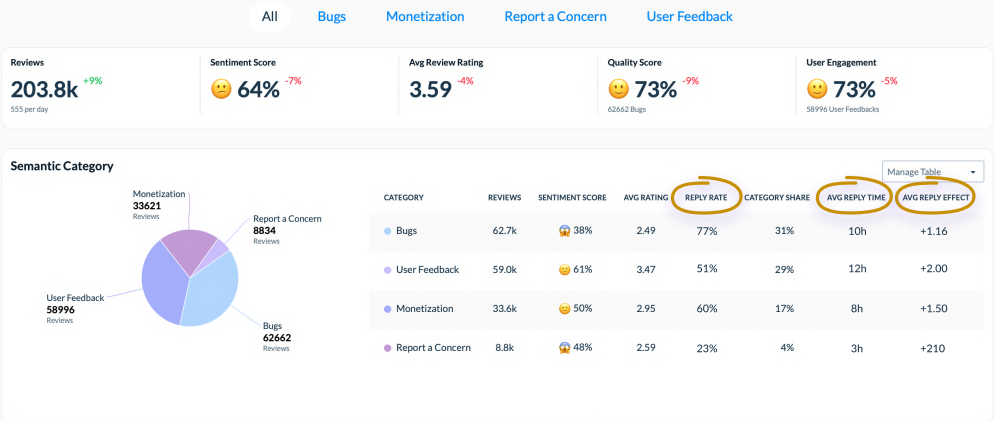 All Bugs Monetization Report a Concern User Feedback
Reviews
203.8k +9%
555 per day
Sentiment Score
64% -7%
Avg Review Rating
3.59 -4%
Quality Score
73% -9%
62662 Bugs
User Engagement
73% -5%
58996 User Feedbacks
Semantic Category
Manage Table
Monetization
33621
Reviews
Report a Concern
8834
Reviews
User Feedback
58996
Reviews
Bugs
62662
Reviews
CATEGORY REVIEWS SENTIMENT SCORE AVG RATING REPLY RATE CATEGORY SHARE AVG REPLY TIME AVG REPLY EFFECT
Bugs 62.7k 38% 2.49 77% 31% 10h +1.16
User Feedback 59.0k 61% 3.47 51% 29% 12h +2.00
Monetization 33.6k 50% 2.95 60% 17% 8h +1.50
Report a Concern 8.8k 48% 2.59 23% 4% 3h +210